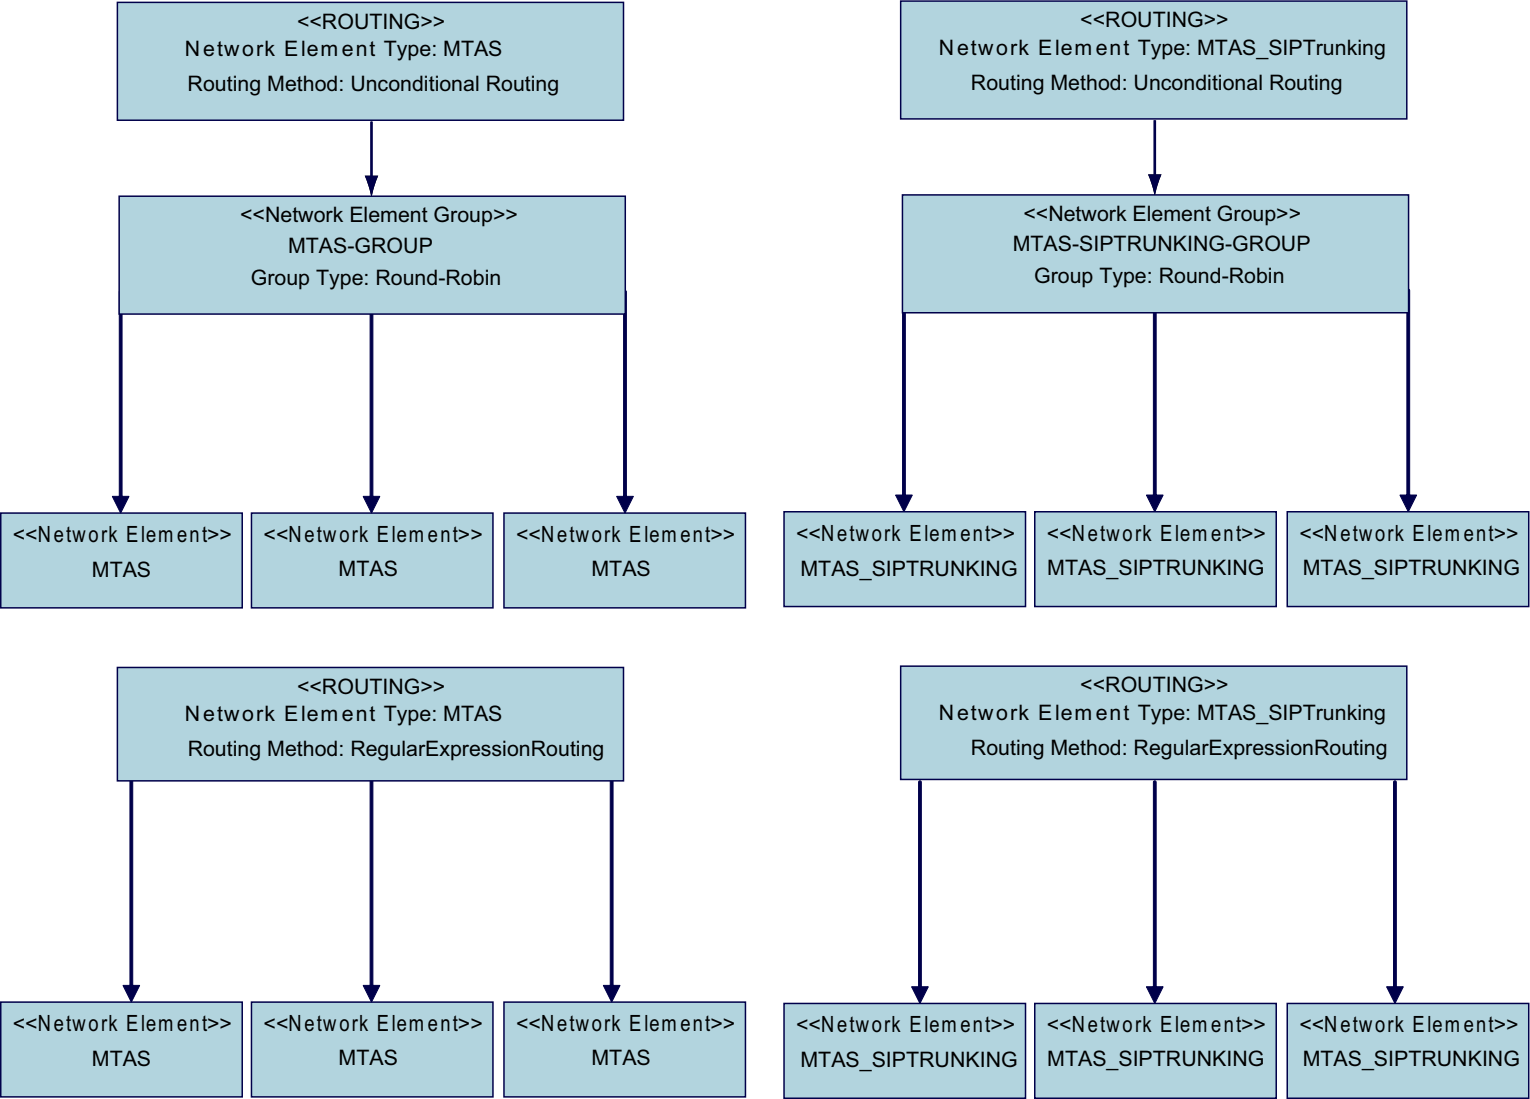 <<ROUTING>>
Network Element Type: MTAS
Routing Method: Unconditional Routing
<<Network Element Group>>
MTAS-GROUP
Group Type: Round-Robin
<<Network Element>>
MTAS
<<Network Element>>
MTAS
<<Network Element>>
MTAS
<<ROUTING>>
Network Element Type: MTAS_SIPTrunking
Routing Method: Unconditional Routing
<<Network Element Group>>
MTAS-SIPTRUNKING-GROUP
Group Type: Round-Robin
<<Network Element>>
MTAS_SIPTRUNKING
<<Network Element>>
MTAS_SIPTRUNKING
<<Network Element>>
MTAS_SIPTRUNKING
<<ROUTING>>
Network Element Type: MTAS
Routing Method: RegularExpressionRouting
<<Network Element>>
MTAS
<<Network Element>>
MTAS
<<Network Element>>
MTAS
<<ROUTING>>
Network Element Type: MTAS_SIPTrunking
Routing Method: RegularExpressionRouting
<<Network Element>>
MTAS_SIPTRUNKING
<<Network Element>>
MTAS_SIPTRUNKING
<<Network Element>>
MTAS_SIPTRUNKING